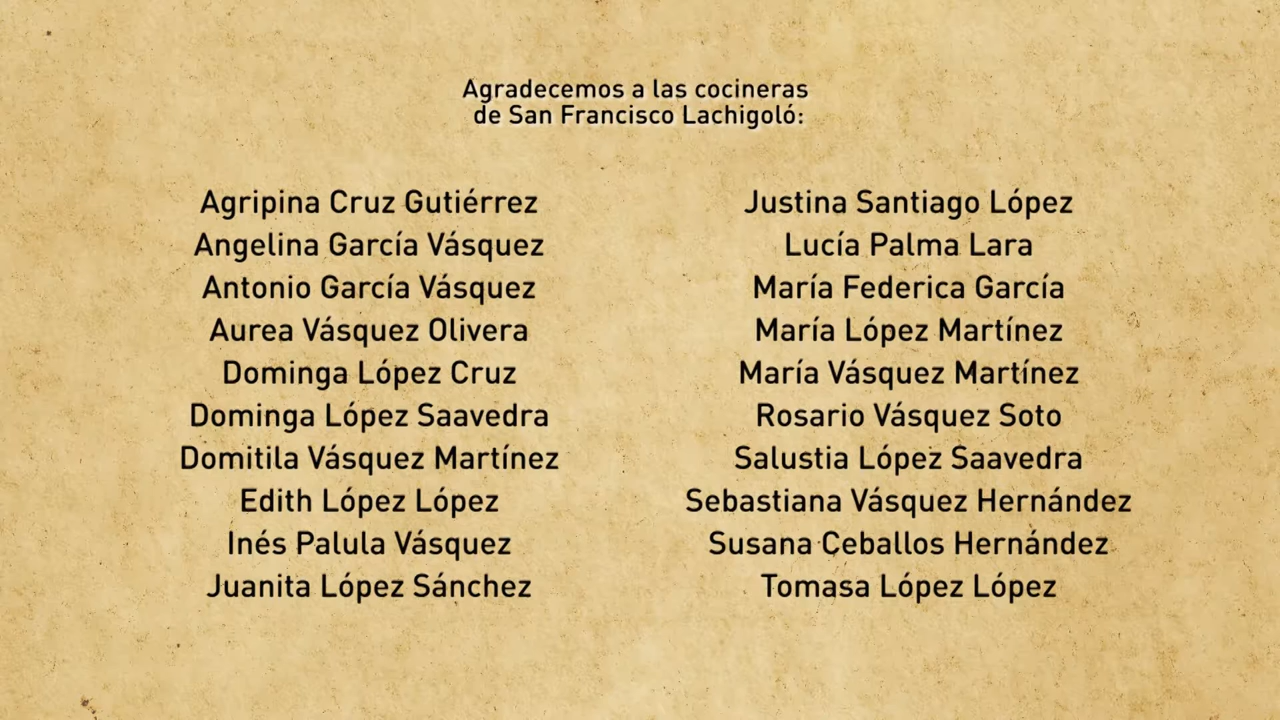 Agradecemos a las cocineras
de San Francisco Lachigoló:
Agripina Cruz Gutiérrez
Angelina García Vásquez
Antonio García Vásquez
Aurea Vásquez Olivera
Dominga López Cruz
Dominga López Saavedra
Domitila Vásquez Martínez
Edith López López
Inés Palula Vásquez
Juanita López Sánchez
Justina Santiago López
Lucía Palma Lara
María Federica García
María López Martínez
María Vásquez Martínez
Rosario Vásquez Soto
Salustia López Saavedra
Sebastiana Vásquez Hernández
Susana Ceballos Hernández
Tomasa López López